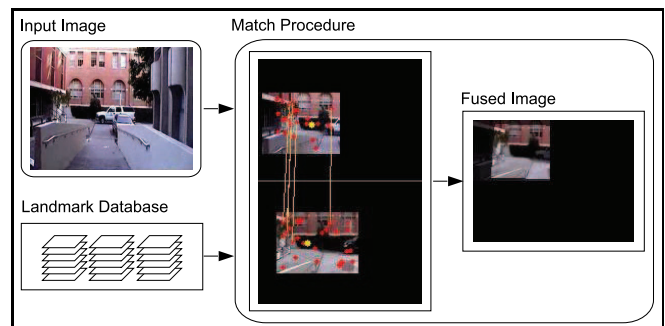 Input Image
Match Procedure
Fused Image
Landmark Database